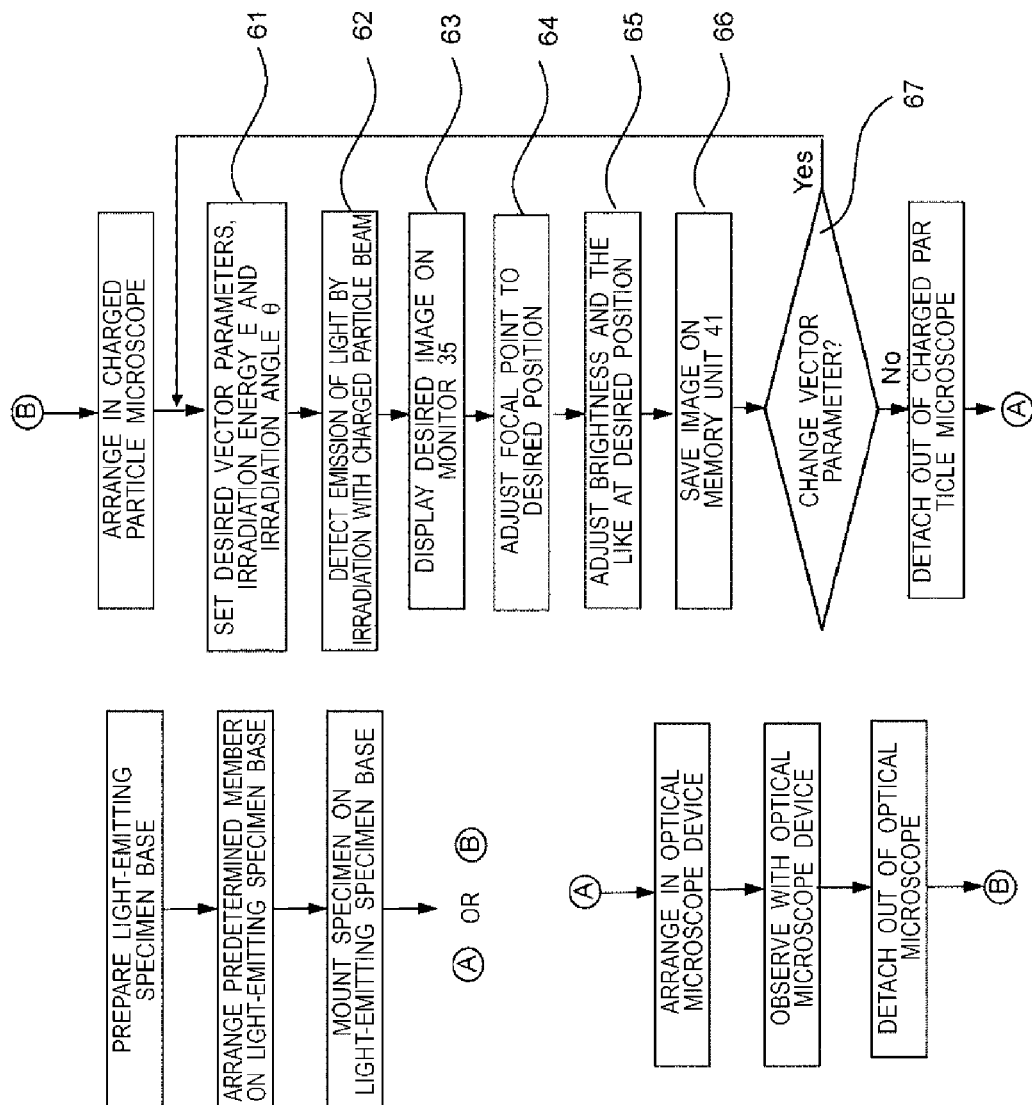 PREPARE LIGHT-EMITTING
SPECIMEN BASE
ARRANGE PREDETERMINED MEMBER
ON LIGHT-EMITTING SPECIMEN BASE
MOUNT SPECIMEN ON
LIGHT-EMITTING SPECIMEN BASE
A OR B
A
ARRANGE IN OPTICAL
MICROSCOPE DEVICE
OBSERVE WITH OPTICAL
MICROSCOPE DEVICE
DETACH OUT OF OPTICAL
MICROSCOPE
B
B
ARRANGE IN CHARGED
PARTICLE MICROSCOPE
SET DESIRED VECTOR PARAMETERS,
IRRADIATION ENERGY E AND
IRRADIATION ANGLE θ
61
DETECT EMISSION OF LIGHT BY
IRRADIATION WITH CHARGED PARTICLE BEAM
62
DISPLAY DESIRED IMAGE ON
MONITOR 35
63
ADJUST FOCAL POINT TO
DESIRED POSITION
64
ADJUST BRIGHTNESS AND THE
LIKE AT DESIRED POSITION
65
SAVE IMAGE ON
MEMORY UNIT 41
66
CHANGE VECTOR
PARAMETER?
67
Yes
No
DETACH OUT OF CHARGED PAR
TICLE MICROSCOPE
A